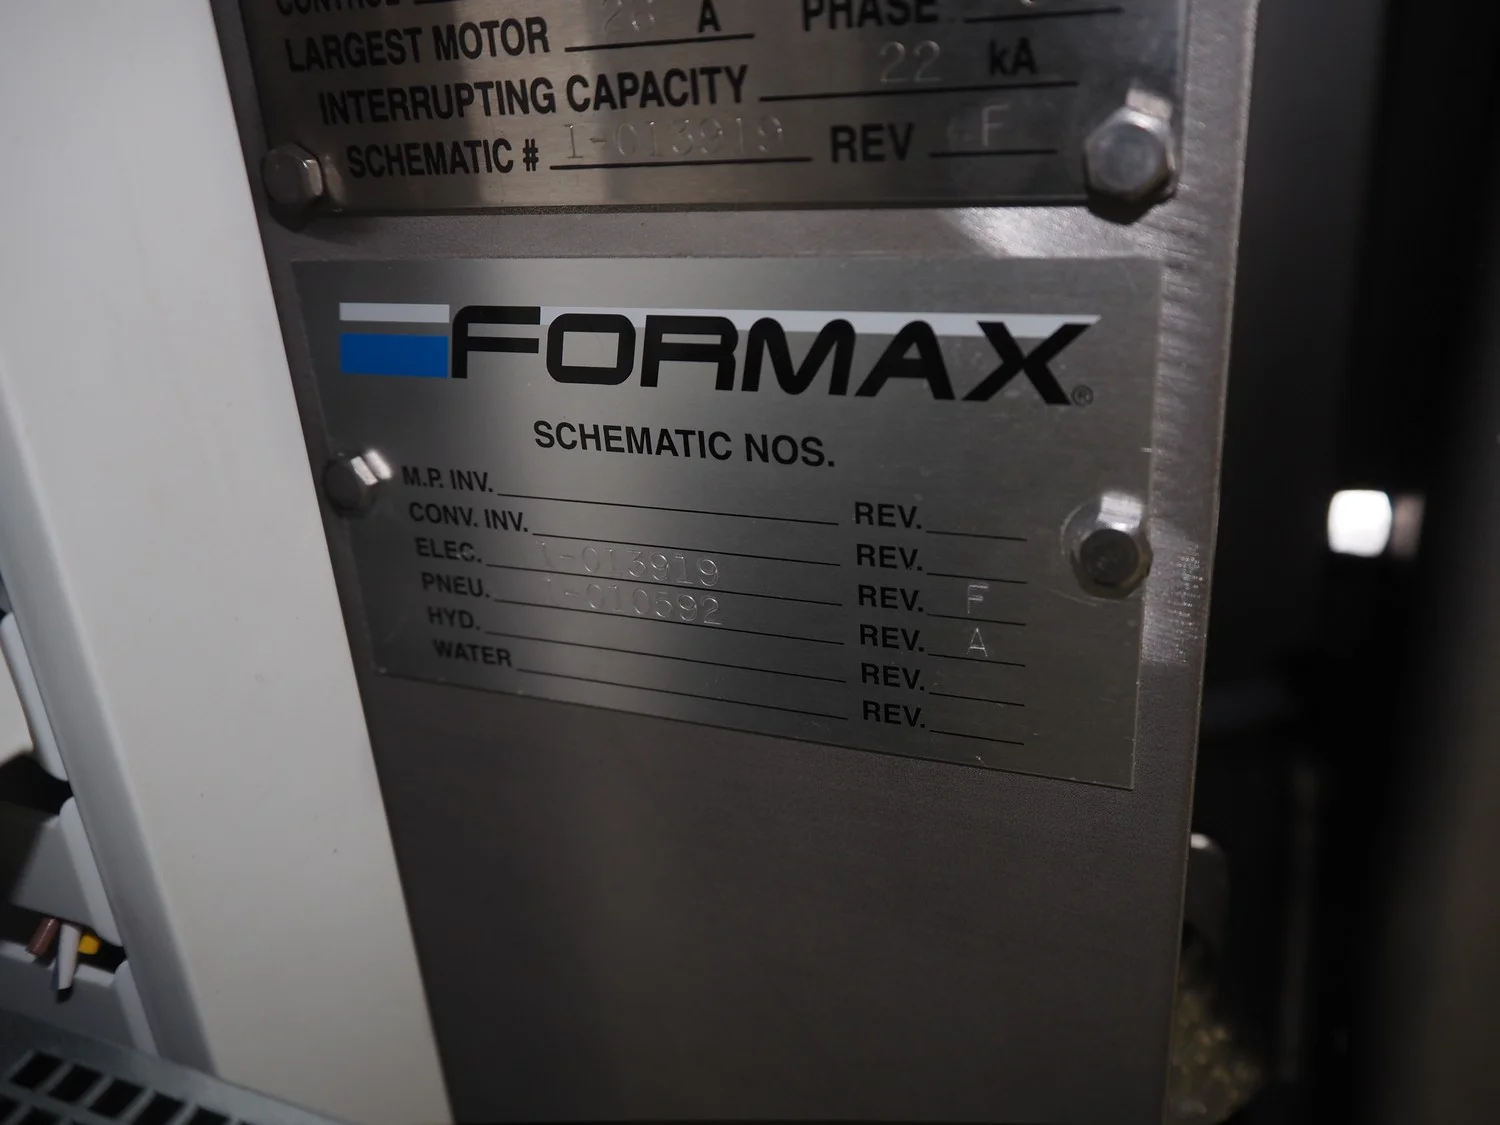 LARGEST MOTOR A PHASE
INTERRUPTING CAPACITY 22 kA
SCHEMATIC # 1-013919 REV F
FORMAX®
SCHEMATIC NOS.
M.P. INV. REV.
CONV. INV. REV.
ELEC. 1-013919 REV. F
PNEU. 1-010592 REV. A
HYD. REV.
WATER REV.